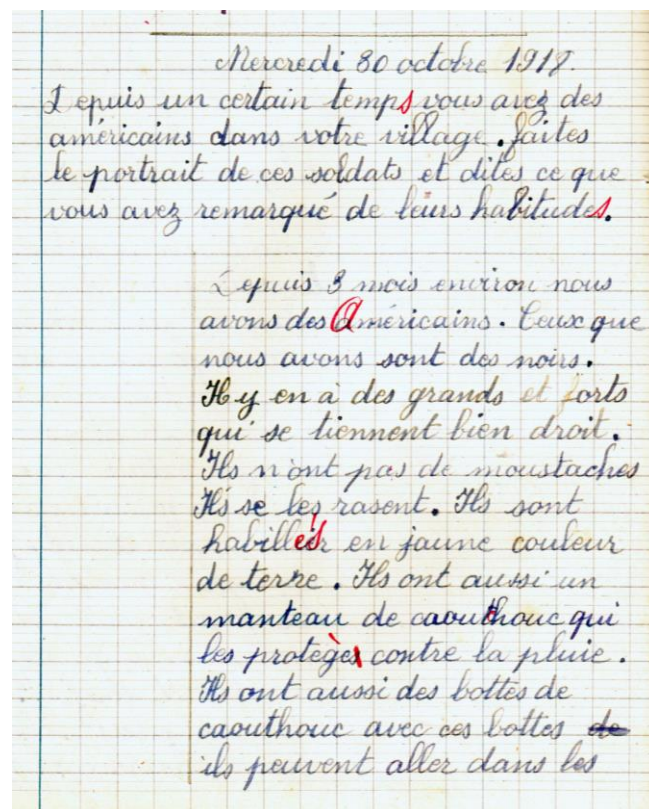 Mercredi 30 octobre 1918.
Depuis un certain temps vous avez des
américains dans votre village. Faites
le portrait de ces soldats et dites ce que
vous avez remarqué de leurs habitudes.
Depuis 3 mois environ nous
avons des Américains. Ceux que
nous avons sont des noirs.
Il y en a des grands et forts
qui se tiennent bien droit.
Ils n'ont pas de moustaches
Ils se les rasent. Ils sont
habillés en jaune couleur
de terre. Ils ont aussi un
manteau de caouthouc qui
les protège contre la pluie.
Ils ont aussi des bottes de
caouthouc avec ces bottes de
ils peuvent aller dans les